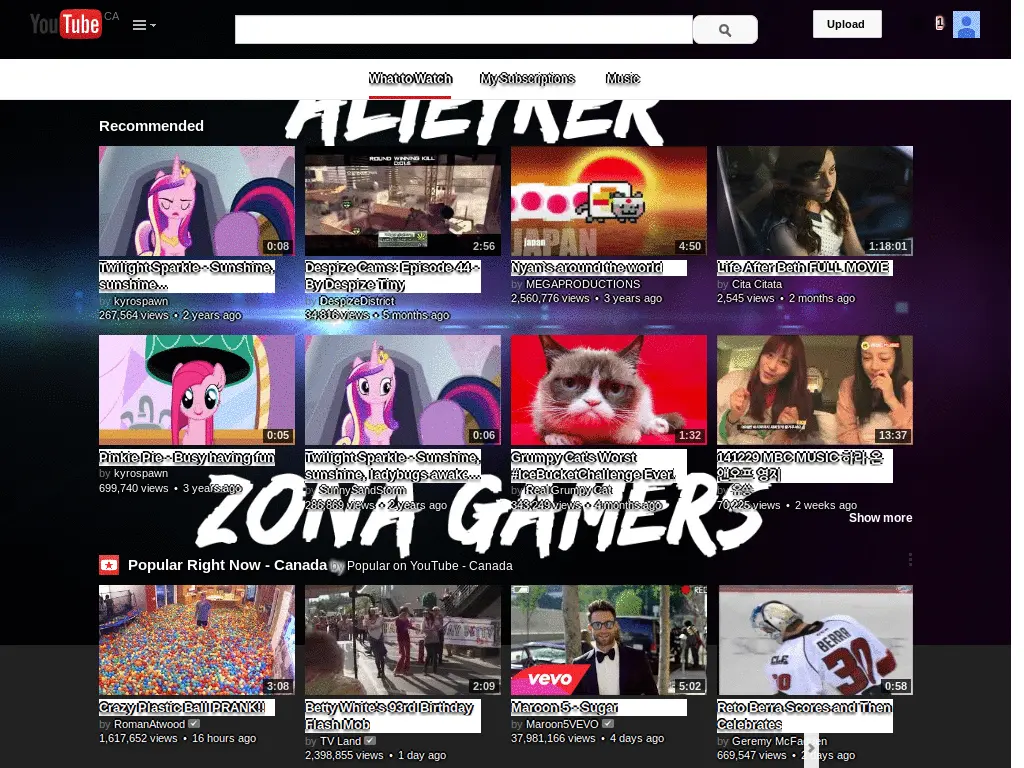 YouTube CA
Upload
1
What to Watch My Subscriptions Music
ALTEYKER
Recommended
ROUND WINNING KILL
JAPAN
japan
0:08 2:56 4:50 1:18:01
Twilight Sparkle - Sunshine, sunshine...
by kyrospawn
267,564 views • 2 years ago
Despize Cams: Episode 44 - By Despize Tiny
by DespizeDistrict
34,816 views • 5 months ago
Nyan's around the world
by MEGAPRODUCTIONS
2,560,776 views • 3 years ago
Life After Beth FULL MOVIE
by Cita Citata
2,545 views • 2 months ago
0:05 0:06 1:32 13:37
Pinkie Pie - Busy having fun
by kyrospawn
699,740 views • 3 years ago
Twilight Sparkle - Sunshine, sunshine, ladybugs awake...
by SunnySandStorm
286,869 views • 2 years ago
Grumpy Cat's Worst #IceBucketChallenge Ever!
by Real Grumpy Cat
343,249 views • 4 months ago
141229 MBC MUSIC
by
70,225 views • 2 weeks ago
ZONA GAMERS
Show more
Popular Right Now - Canada by Popular on YouTube - Canada
REC
vevo
BERRA
30
3:08 2:09 5:02 0:58
Crazy Plastic Ball PRANK!!
by RomanAtwood
1,617,652 views • 16 hours ago
Betty White's 93rd Birthday Flash Mob
by TV Land
2,398,855 views • 1 day ago
Maroon 5 - Sugar
by Maroon5VEVO
37,981,166 views • 4 days ago
Reto Berra Scores and Then Celebrates
by Geremy McFadden
669,547 views • 2 days ago